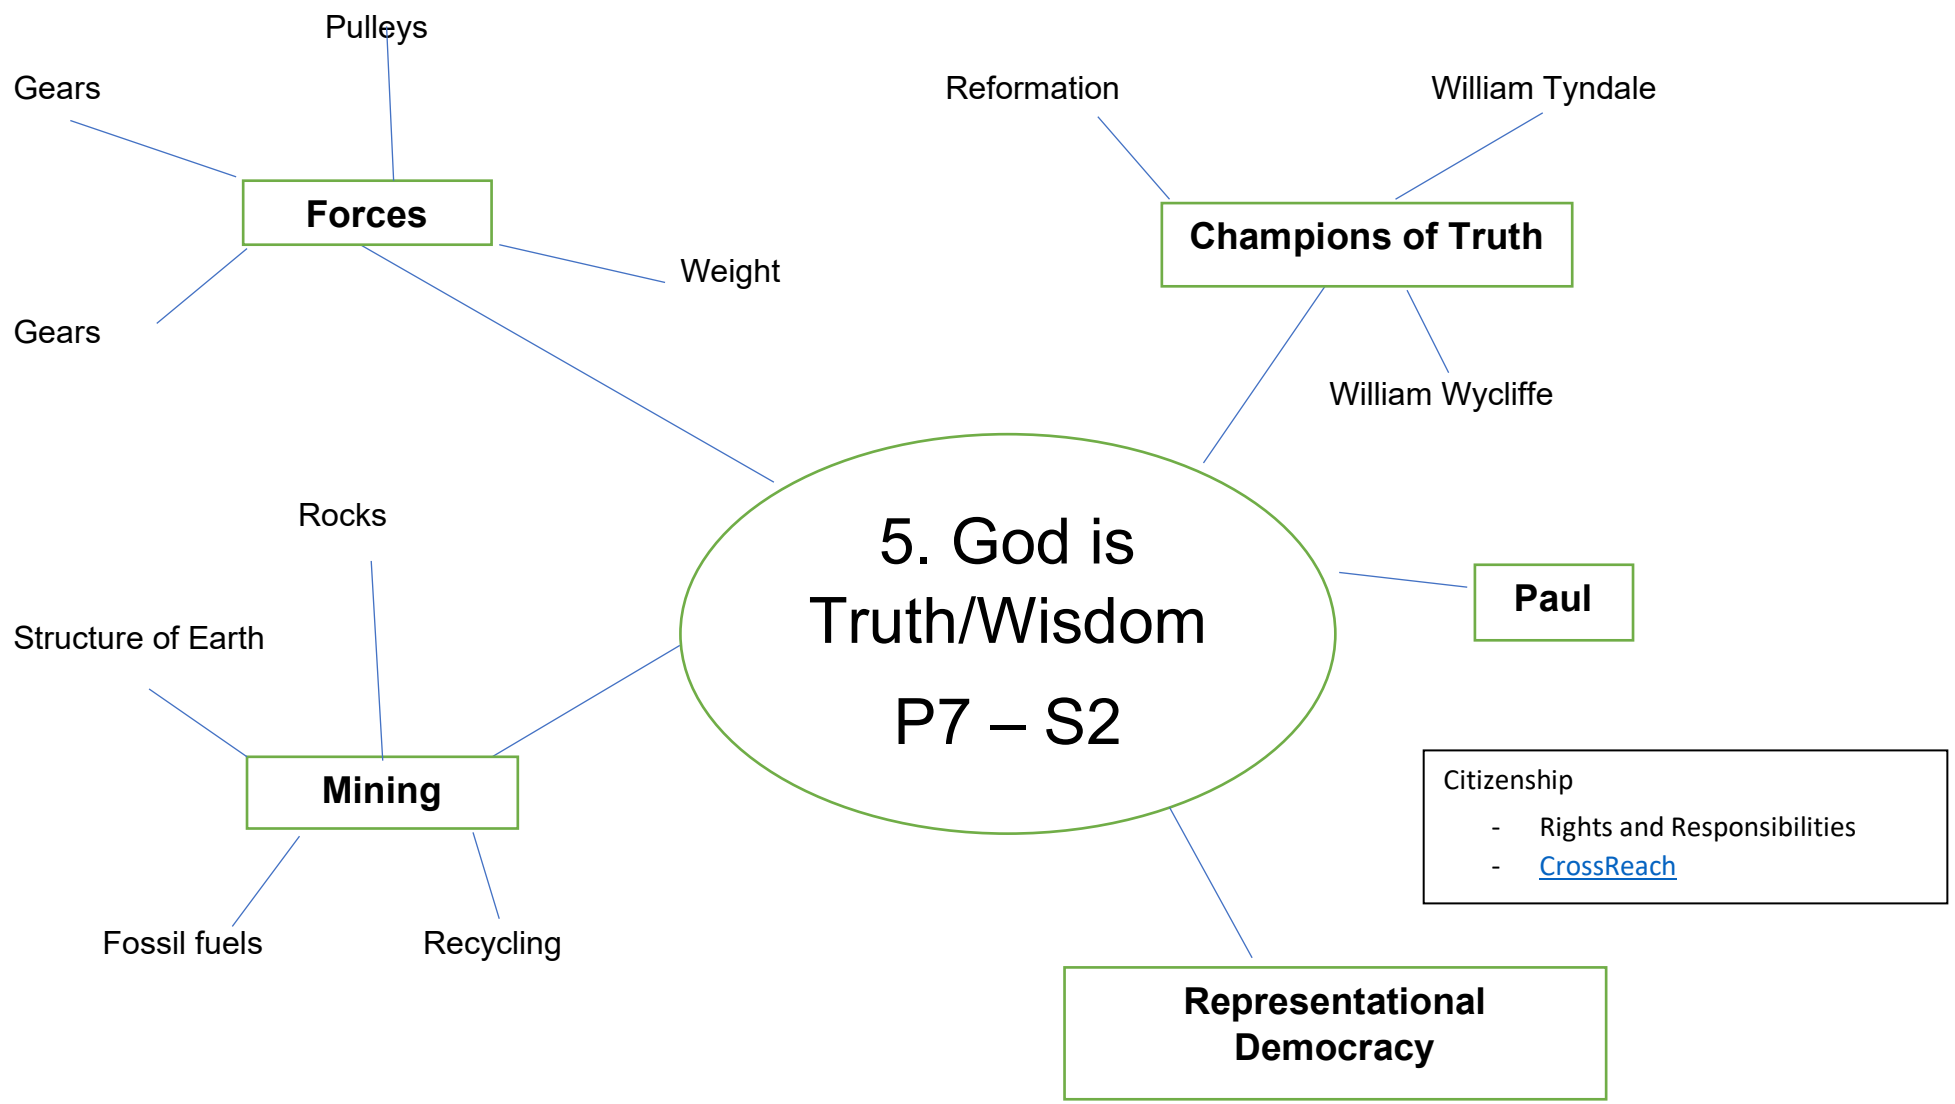 Pulleys
Gears
Reformation
William Tyndale
Forces
Champions of Truth
Weight
Gears
William Wycliffe
Rocks
5. God is
Truth/Wisdom
P7 – S2
Paul
Structure of Earth
Mining
Citizenship
- Rights and Responsibilities
- CrossReach
Fossil fuels
Recycling
Representational
Democracy